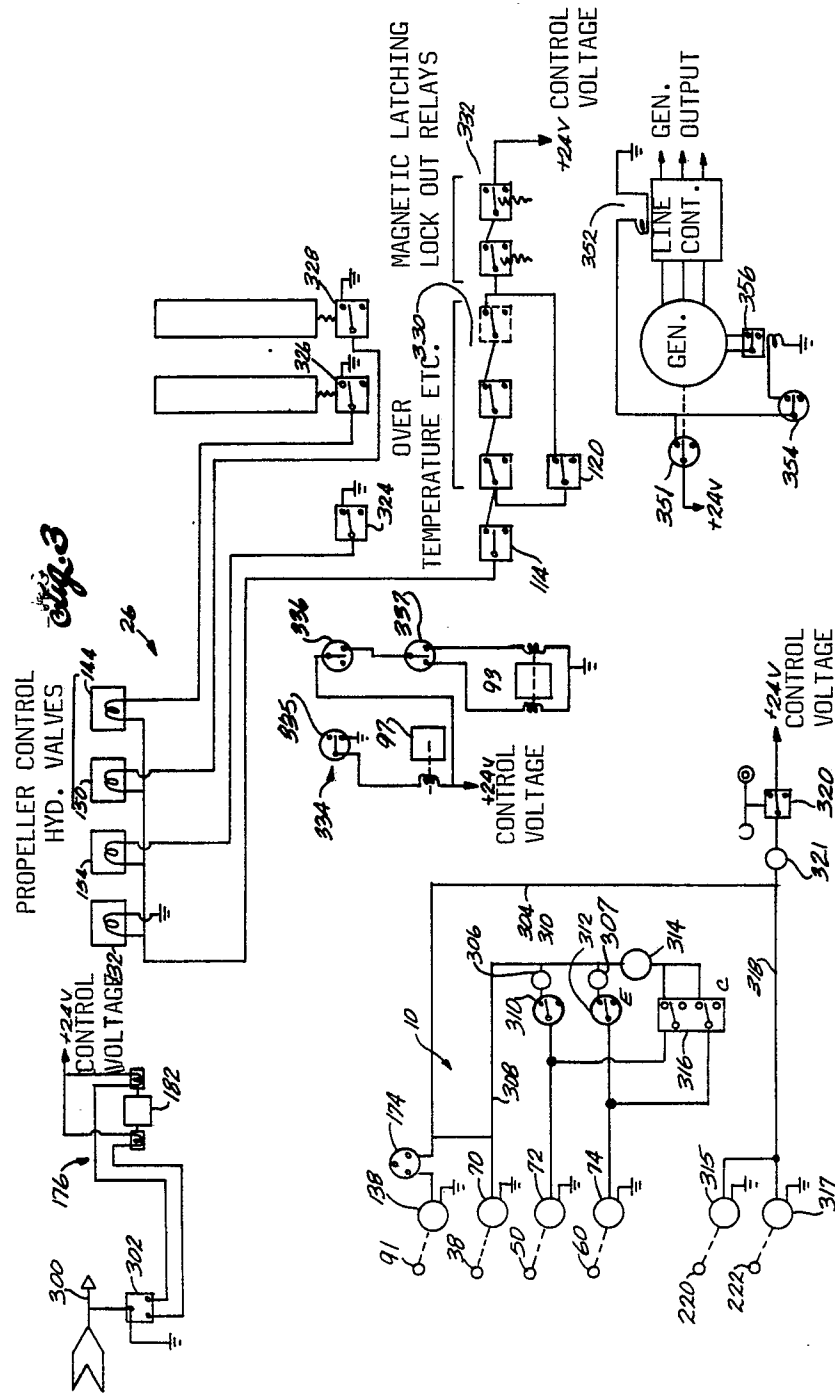 Fig. 3
PROPELLER CONTROL
HYD. VALVES
26
132
134
130
144
+24V
CONTROL
VOLTAGE
182
176
300
302
324
326
328
OVER
TEMPERATURE ETC.
330
MAGNETIC LATCHING
LOCK OUT RELAYS
332
+24V CONTROL
VOLTAGE
114
120
334
335
97
+24V
CONTROL
VOLTAGE
336
337
93
GEN.
OUTPUT
LINE
CONT.
GEN.
351
352
354
356
+24V
10
174
138
91
70
38
72
50
74
60
304
310
306
308
310
312
307
E
314
C
316
318
315
220
317
222
321
320
+24V
CONTROL
VOLTAGE